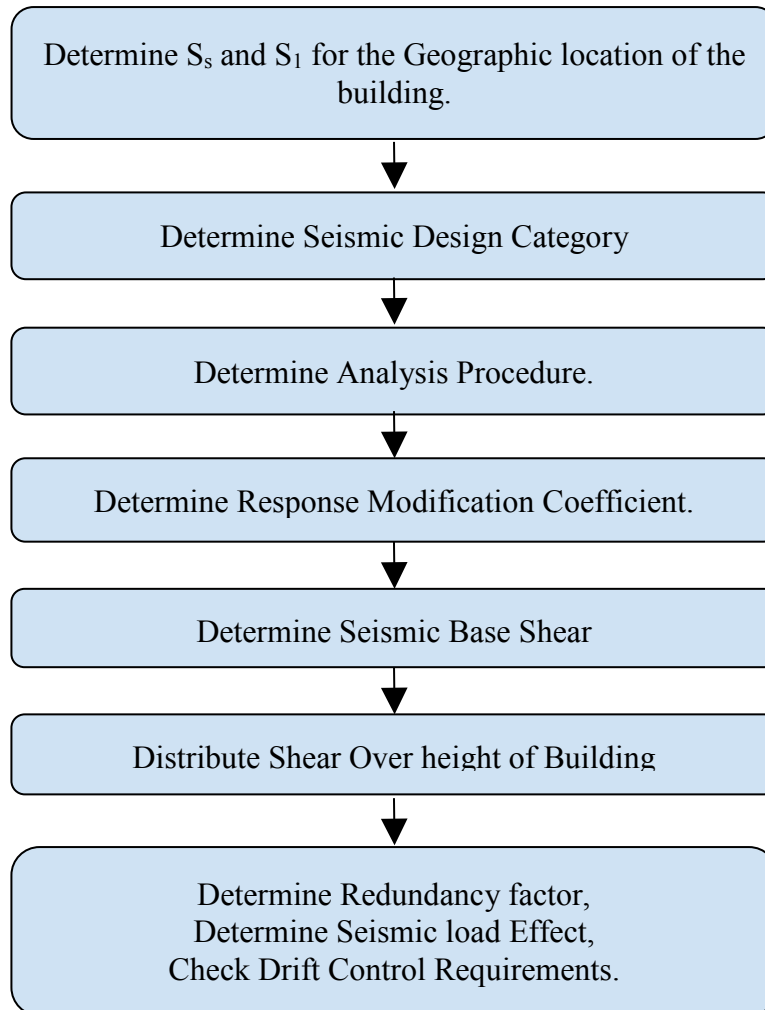 Determine Sₛ and S₁ for the Geographic location of the
building.
Determine Seismic Design Category
Determine Analysis Procedure.
Determine Response Modification Coefficient.
Determine Seismic Base Shear
Distribute Shear Over height of Building
Determine Redundancy factor,
Determine Seismic load Effect,
Check Drift Control Requirements.